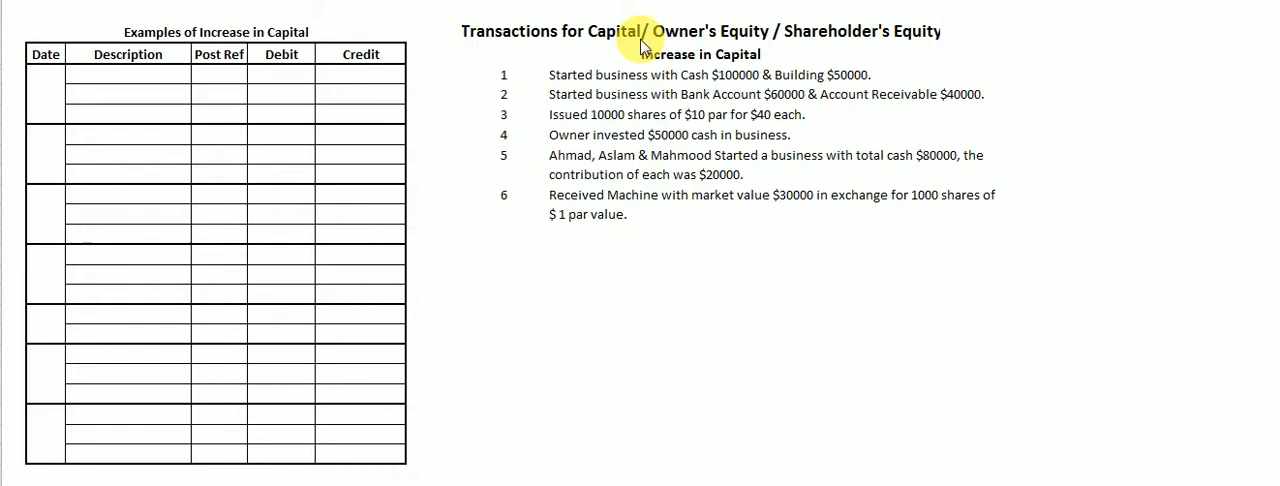 Examples of Increase in Capital
Date Description Post Ref Debit Credit
Transactions for Capital/ Owner's Equity / Shareholder's Equity
Increase in Capital
1 Started business with Cash $100000 & Building $50000.
2 Started business with Bank Account $60000 & Account Receivable $40000.
3 Issued 10000 shares of $10 par for $40 each.
4 Owner invested $50000 cash in business.
5 Ahmad, Aslam & Mahmood Started a business with total cash $80000, the
contribution of each was $20000.
6 Received Machine with market value $30000 in exchange for 1000 shares of
$ 1 par value.